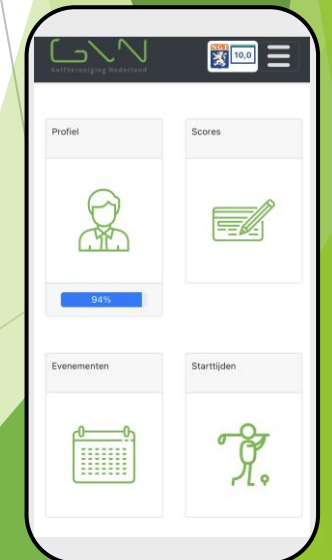 GVN
Golfvereniging Nederland
NGF
10,0
Profiel
Scores
94%
Evenementen
Starttijden